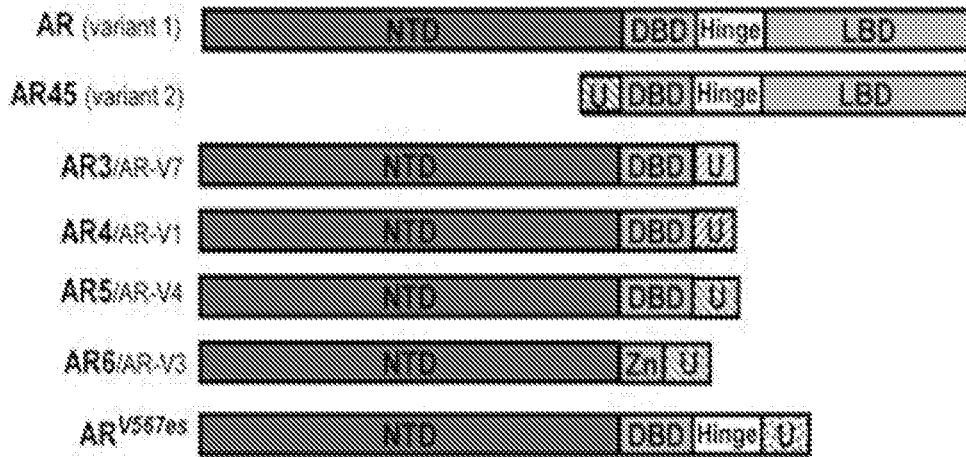 AR (variant 1) NTD DBD Hinge LBD
AR45 (variant 2) U DBD Hinge LBD
AR3/AR-V7 NTD DBD U
AR4/AR-V1 NTD DBD U
AR5/AR-V4 NTD DBD U
AR6/AR-V3 NTD Zn U
ARV567es NTD DBD Hinge U